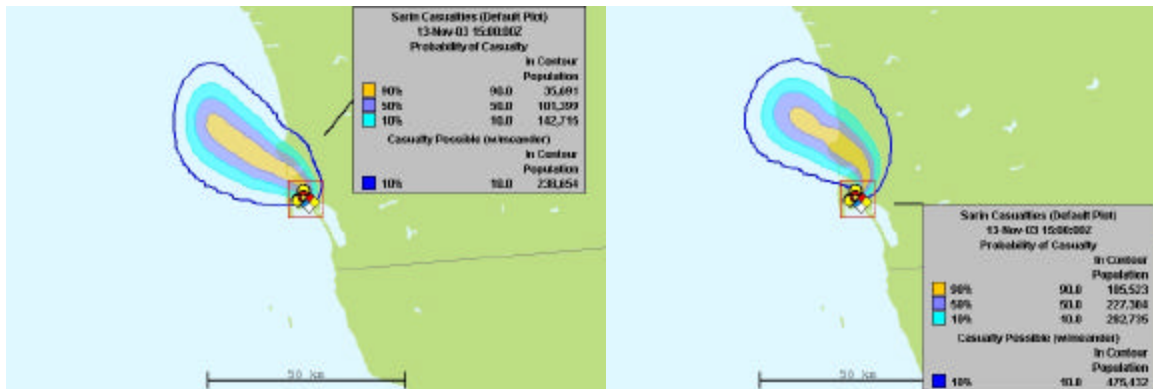 Sarin Casualties (Default Plot)
13-Nov-03 15:00:00Z
Probability of Casualty
In Contour
Population
90% 90.0 35,691
50% 50.0 101,399
10% 10.0 142,715
Casualty Possible (w/meander)
In Contour
Population
10% 10.0 238,654
50 km
Sarin Casualties (Default Plot)
13-Nov-03 15:00:00Z
Probability of Casualty
In Contour
Population
90% 90.0 105,523
50% 50.0 227,304
10% 10.0 282,735
Casualty Possible (w/meander)
In Contour
Population
10% 10.0 475,432
50 km